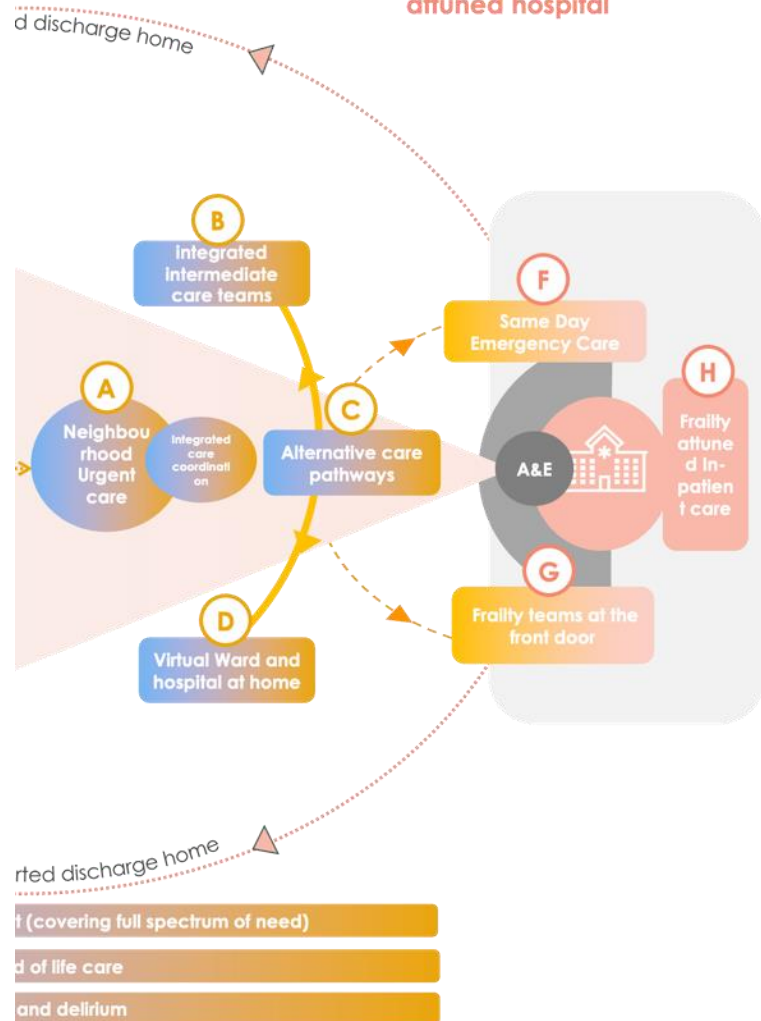 attuned hospital
d discharge home
B
integrated
intermediate
care teams
F
Same Day
Emergency Care
A
Neighbou
rhood
Urgent
care
Integrated
care
coordinati
on
C
Alternative care
pathways
A&E
H
Frailty
attune
d In-
patien
t care
G
Frailty teams at the
front door
D
Virtual Ward and
hospital at home
rted discharge home
t (covering full spectrum of need)
d of life care
and delirium